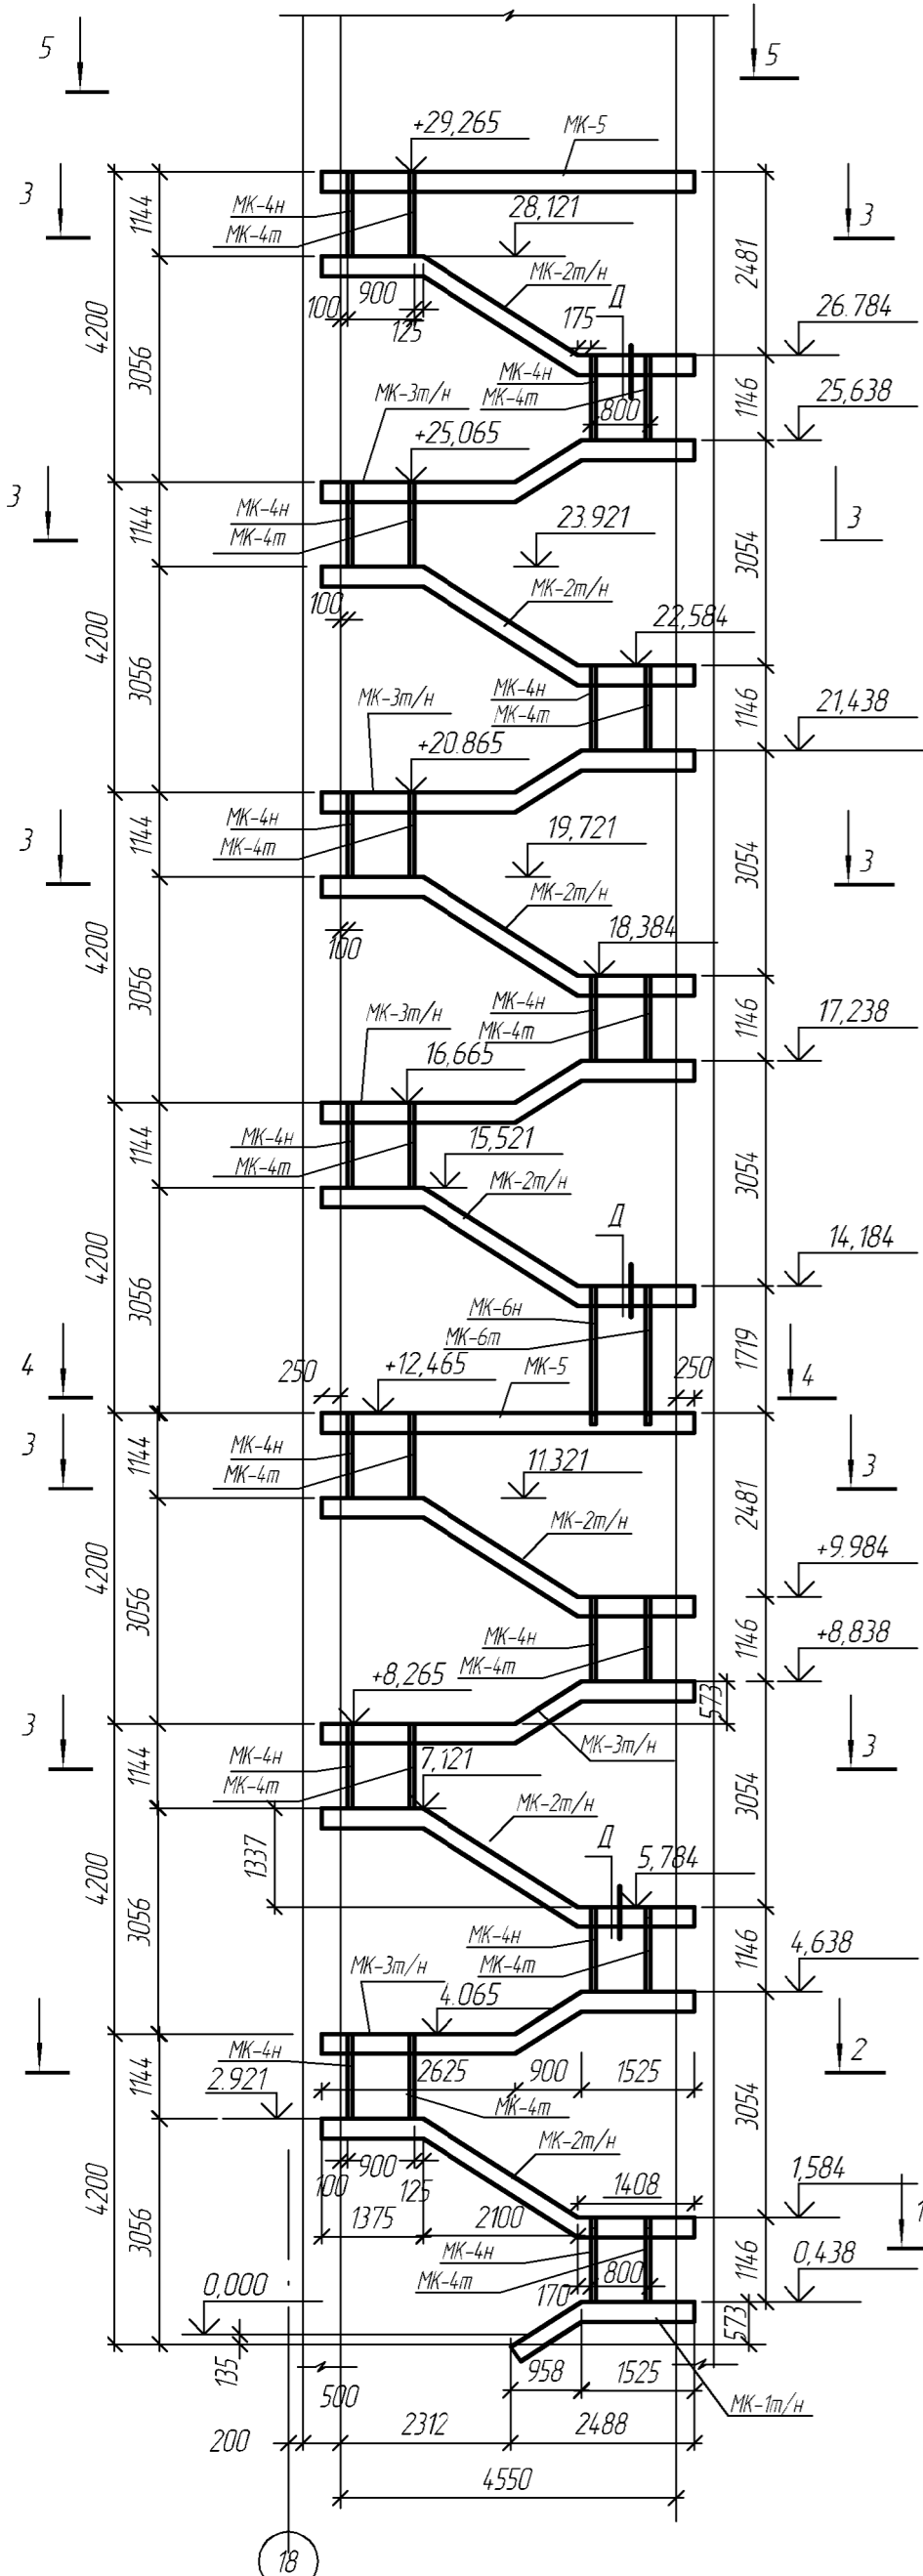 5 5
+29,265 МК-5
3 МК-4н 3
МК-4т 28,121
1144 2481
МК-2т/н
100 900 125 175 Д 26.784
4200 3056 МК-4н
МК-3т/н МК-4т 800 1146 25,638
+25,065
3 МК-4н 3
МК-4т 23.921
1144 3054
МК-2т/н
100 22,584
4200 3056 МК-4н
МК-3т/н МК-4т 1146 21,438
+20.865
3 МК-4н 19,721 3
МК-4т
1144 3054
МК-2т/н
100 18,384
4200 3056 МК-4н
МК-3т/н МК-4т 1146 17,238
16,665
МК-4н 15,521
МК-4т
1144 3054
МК-2т/н
Д 14,184
4200 3056 МК-6н
МК-6т 1719
4 250 +12,465 МК-5 250 4
3 МК-4н 3
МК-4т 11.321
1144 2481
МК-2т/н
+9.984
4200 3056 МК-4н
МК-4т 1146 +8,838
+8,265 573
3 МК-4н МК-3т/н 3
МК-4т 7,121
1144 3054
МК-2т/н
1337 Д 5,784
4200 3056 МК-4н
МК-3т/н МК-4т 1146 4,638
4.065
МК-4н 2
2.921 2625 900 1525
1144 МК-4т 3054
МК-2т/н
100 900 125 1,584
1375 2100 1408 1
4200 3056 МК-4н
0,000 МК-4т 800 1146 0,438
170 573
135 958 1525
500 МК-1т/н
200 2312 2488
4550
18